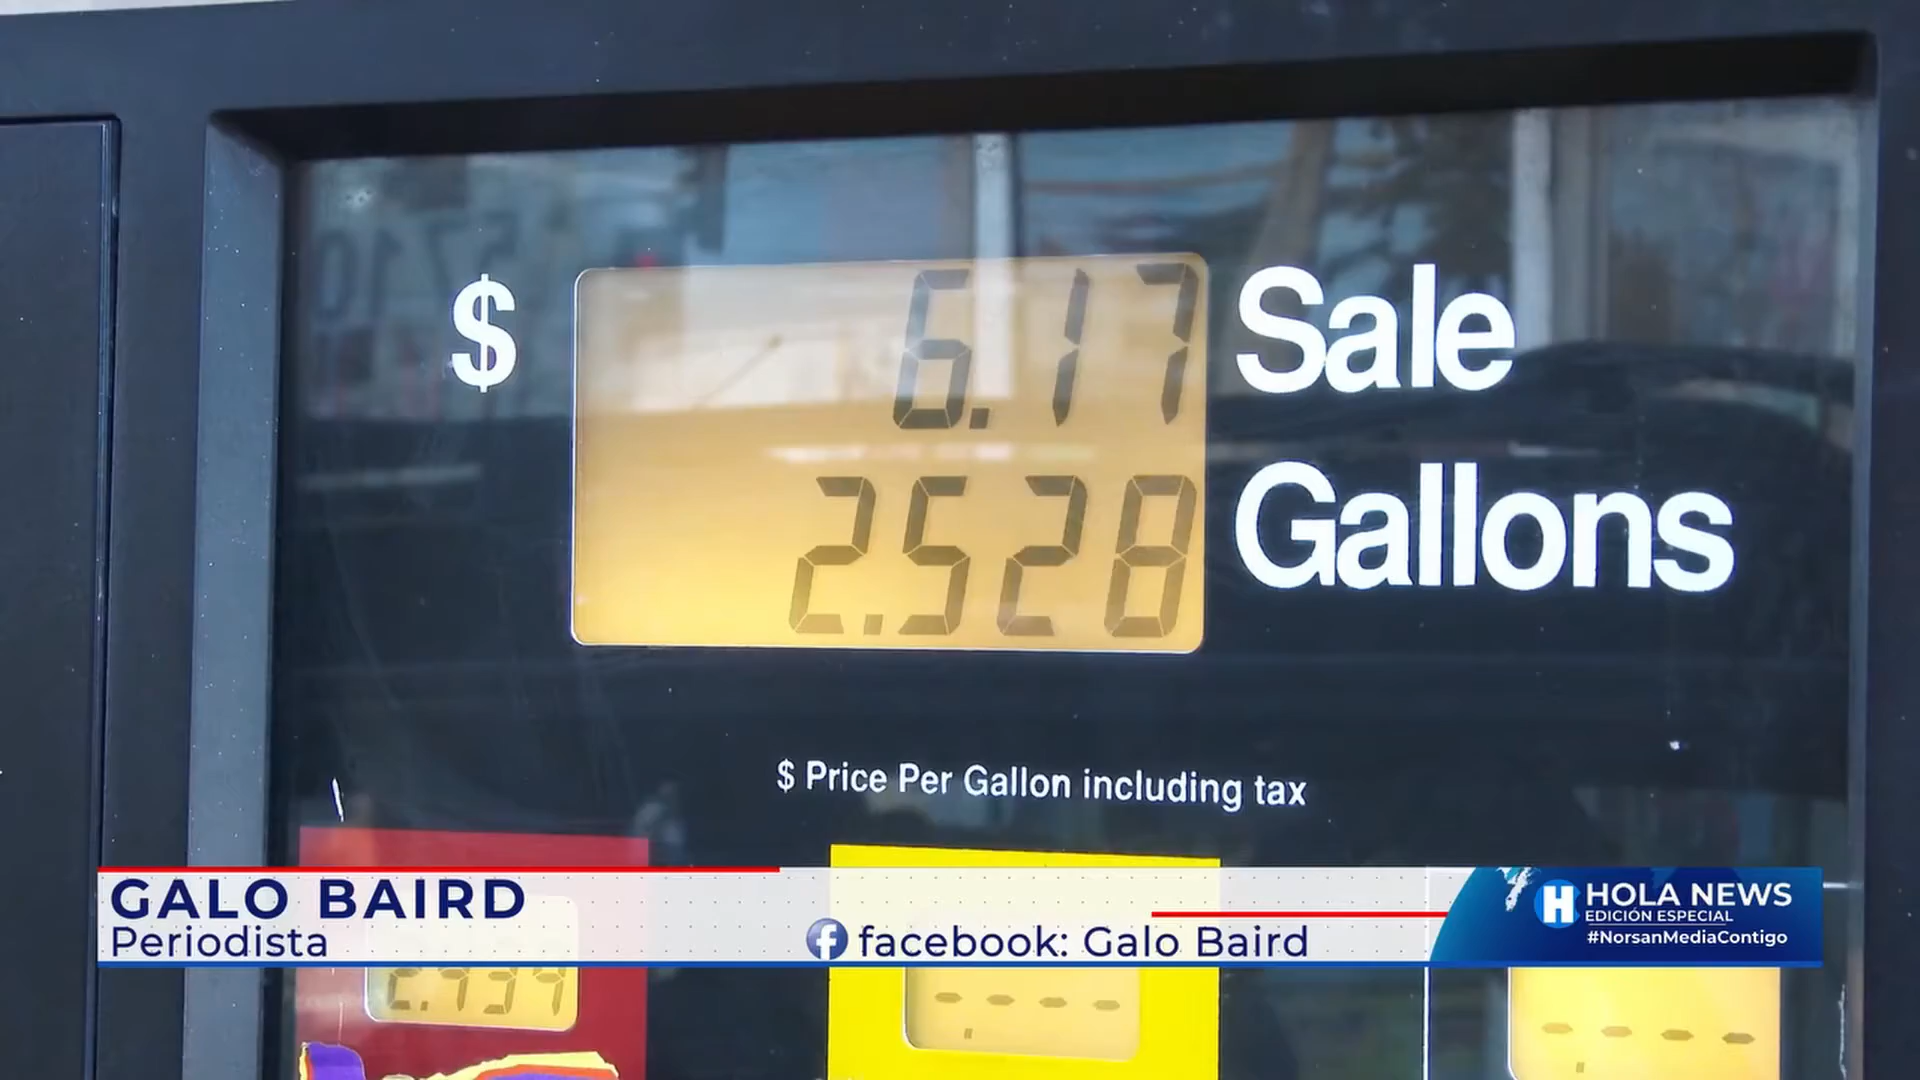 $ 6.17 Sale
2.528 Gallons
$ Price Per Gallon including tax
GALO BAIRD
Periodista
facebook: Galo Baird
H HOLA NEWS
EDICIÓN ESPECIAL
#NorsanMediaContigo
- - - -
- - - -